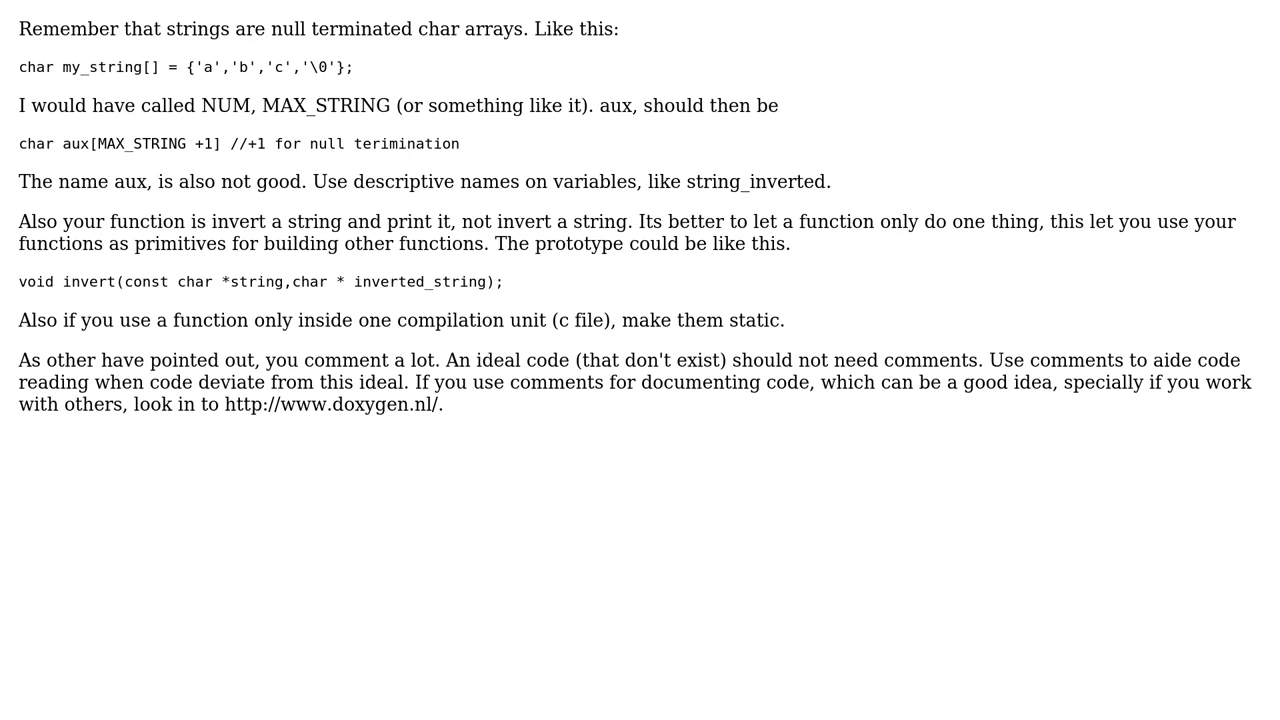 Remember that strings are null terminated char arrays. Like this:
char my_string[] = {'a','b','c','\0'};
I would have called NUM, MAX_STRING (or something like it). aux, should then be
char aux[MAX_STRING +1] //+1 for null terimination
The name aux, is also not good. Use descriptive names on variables, like string_inverted.
Also your function is invert a string and print it, not invert a string. Its better to let a function only do one thing, this let you use your
functions as primitives for building other functions. The prototype could be like this.
void invert(const char *string,char * inverted_string);
Also if you use a function only inside one compilation unit (c file), make them static.
As other have pointed out, you comment a lot. An ideal code (that don't exist) should not need comments. Use comments to aide code
reading when code deviate from this ideal. If you use comments for documenting code, which can be a good idea, specially if you work
with others, look in to http://www.doxygen.nl/.